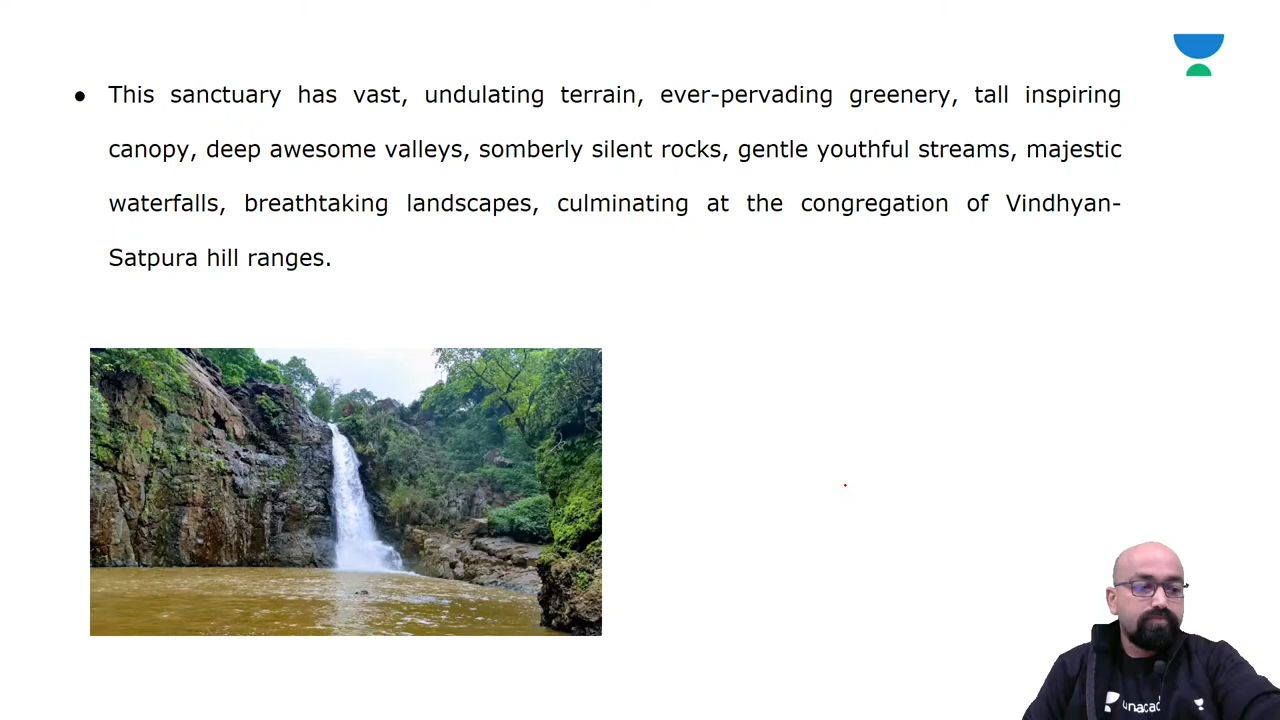 ● This sanctuary has vast, undulating terrain, ever-pervading greenery, tall inspiring
canopy, deep awesome valleys, somberly silent rocks, gentle youthful streams, majestic
waterfalls, breathtaking landscapes, culminating at the congregation of Vindhyan-
Satpura hill ranges.
unacad